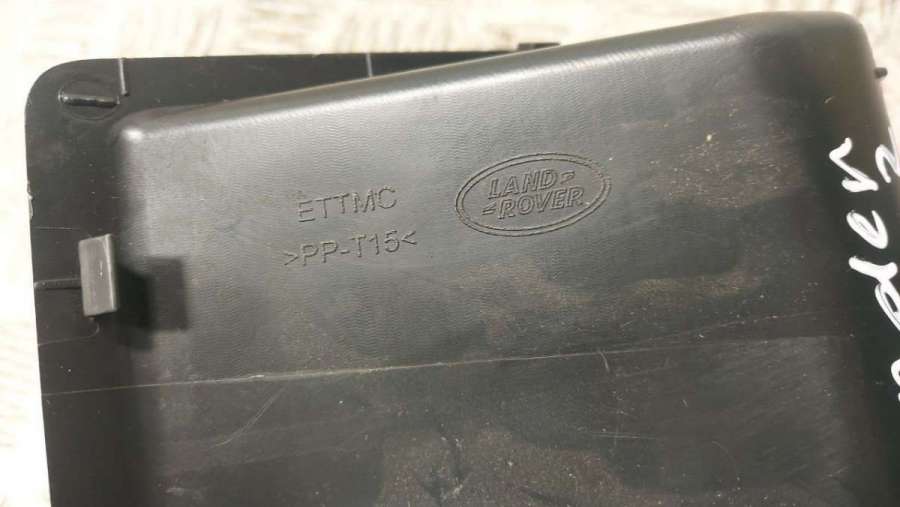 ETTMC
>PP-T15<
LAND>
<ROVER